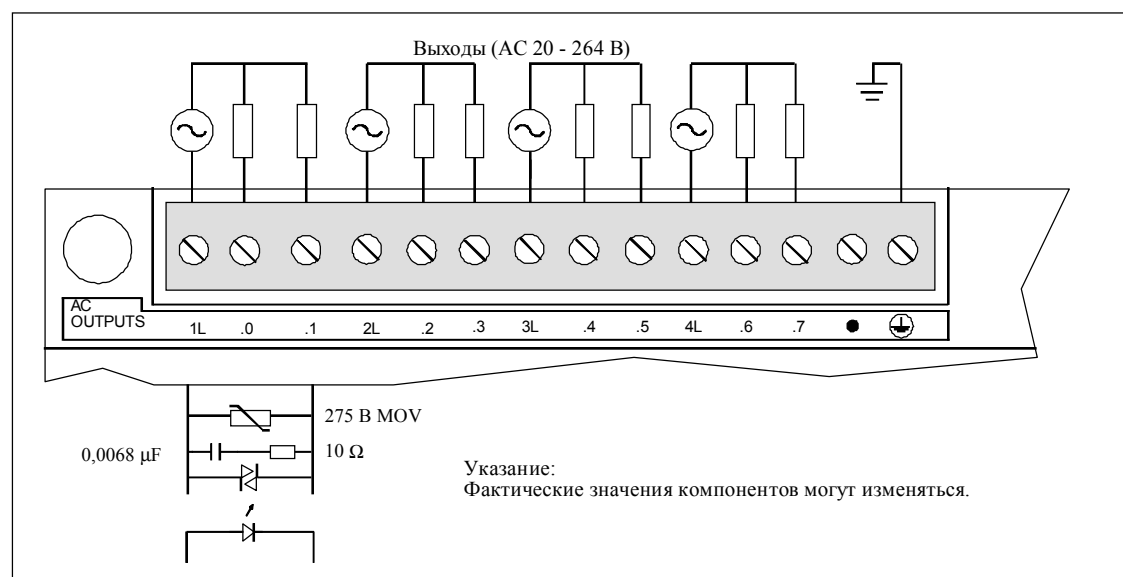 Выходы (AC 20 - 264 В)
AC
OUTPUTS
1L .0 .1 2L .2 .3 3L .4 .5 4L .6 .7
275 В MOV
0,0068 µF
10 Ω
Указание:
Фактические значения компонентов могут изменяться.